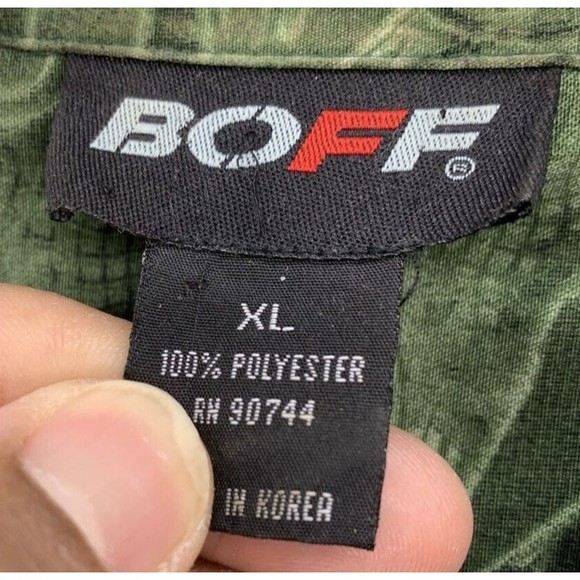 BOFF®
XL
100% POLYESTER
RN 90744
IN KOREA